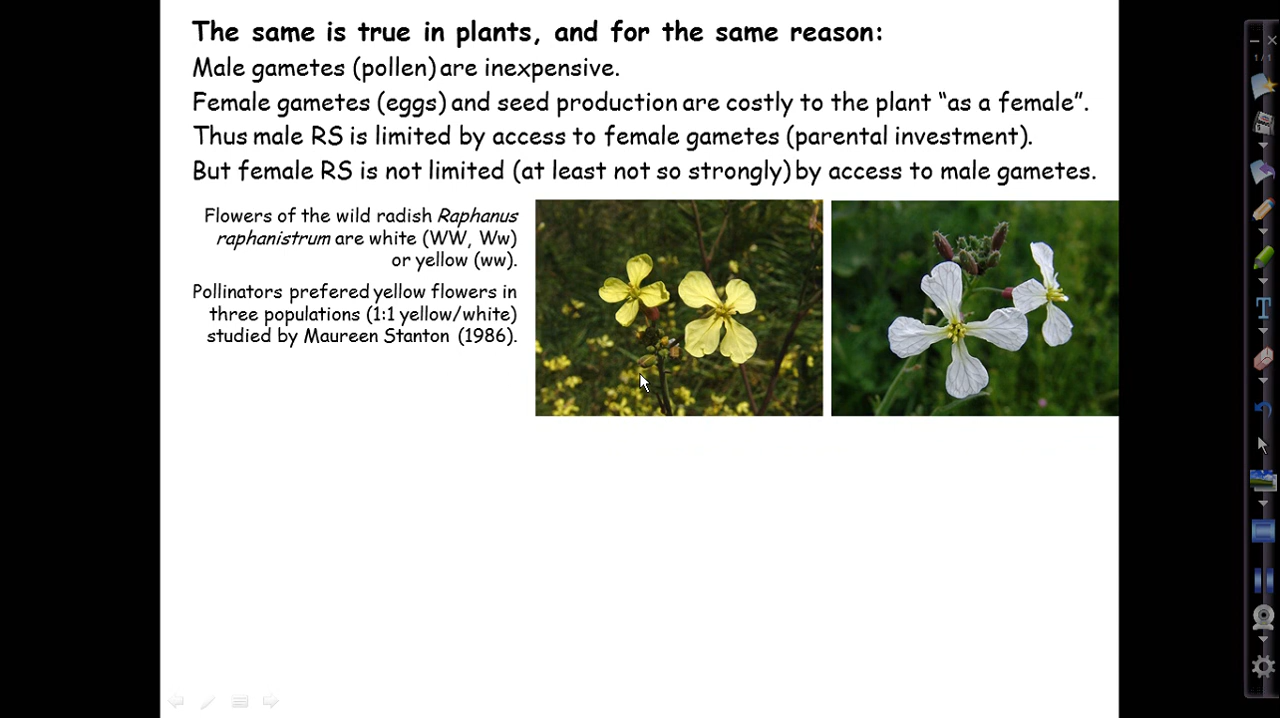 The same is true in plants, and for the same reason:
Male gametes (pollen) are inexpensive.
Female gametes (eggs) and seed production are costly to the plant “as a female”.
Thus male RS is limited by access to female gametes (parental investment).
But female RS is not limited (at least not so strongly) by access to male gametes.
Flowers of the wild radish Raphanus
raphanistrum are white (WW, Ww)
or yellow (ww).
Pollinators prefered yellow flowers in
three populations (1:1 yellow/white)
studied by Maureen Stanton (1986).
1/1